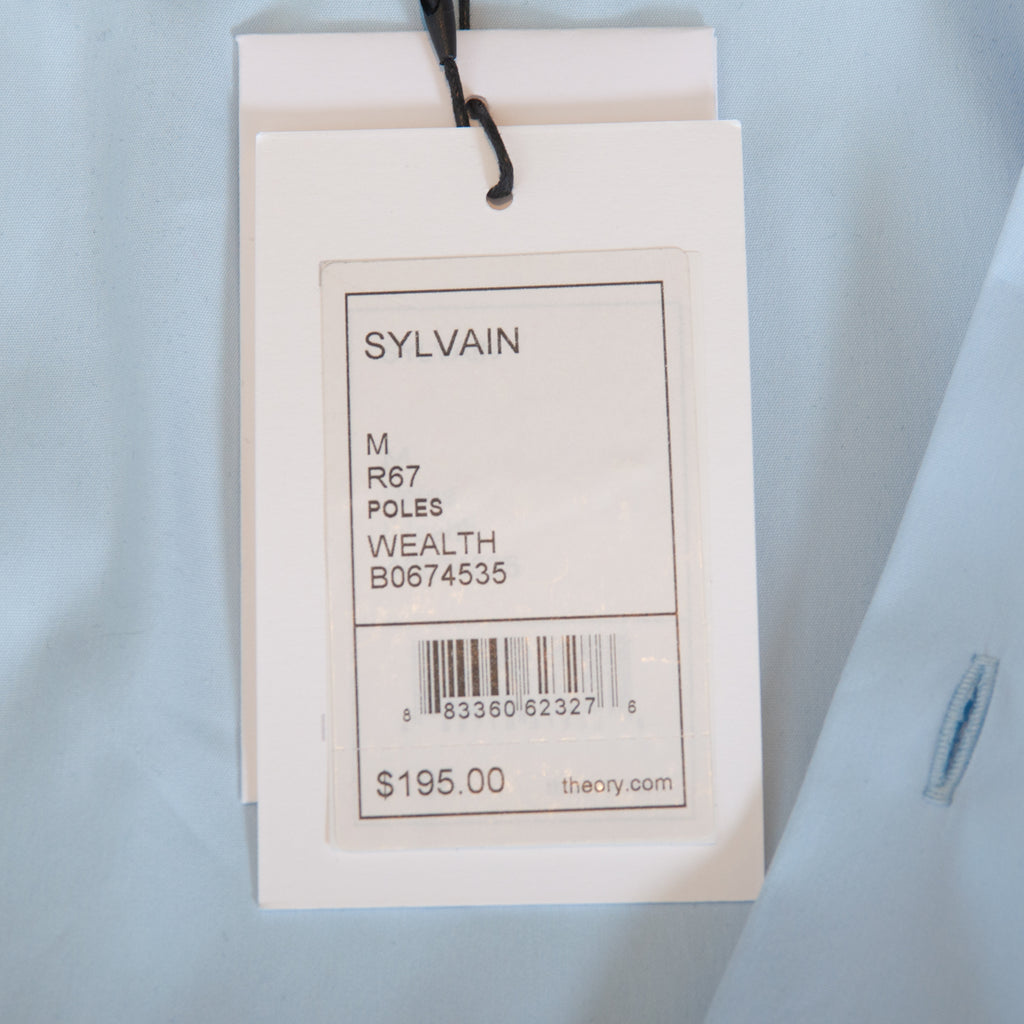 SYLVAIN
M
R67
POLES
WEALTH
B0674535
8 83360 62327 6
$195.00 theory.com